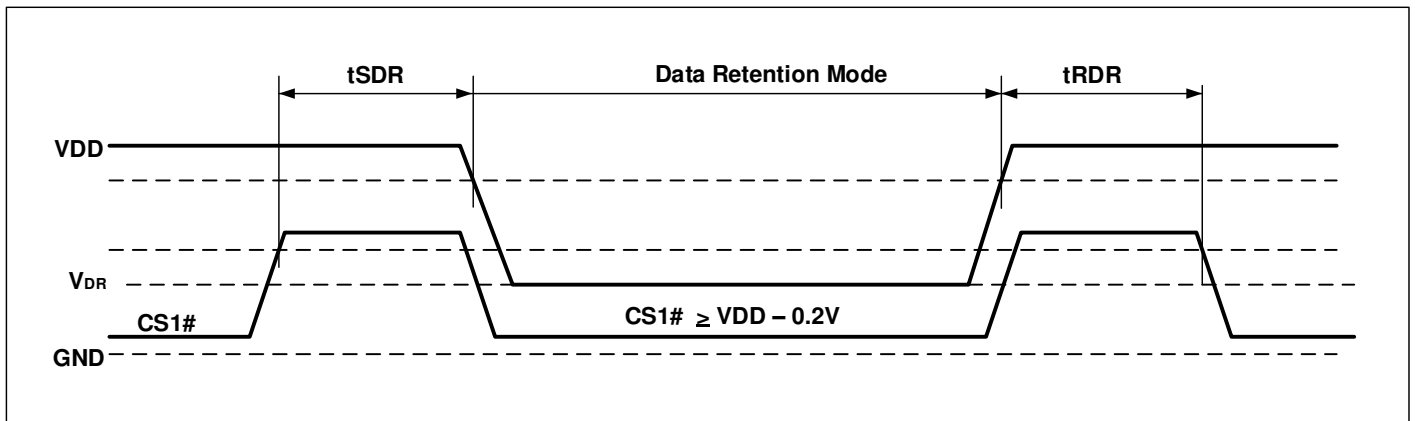 tSDR Data Retention Mode tRDR
VDD
VDR
CS1# CS1# ≥ VDD – 0.2V
GND